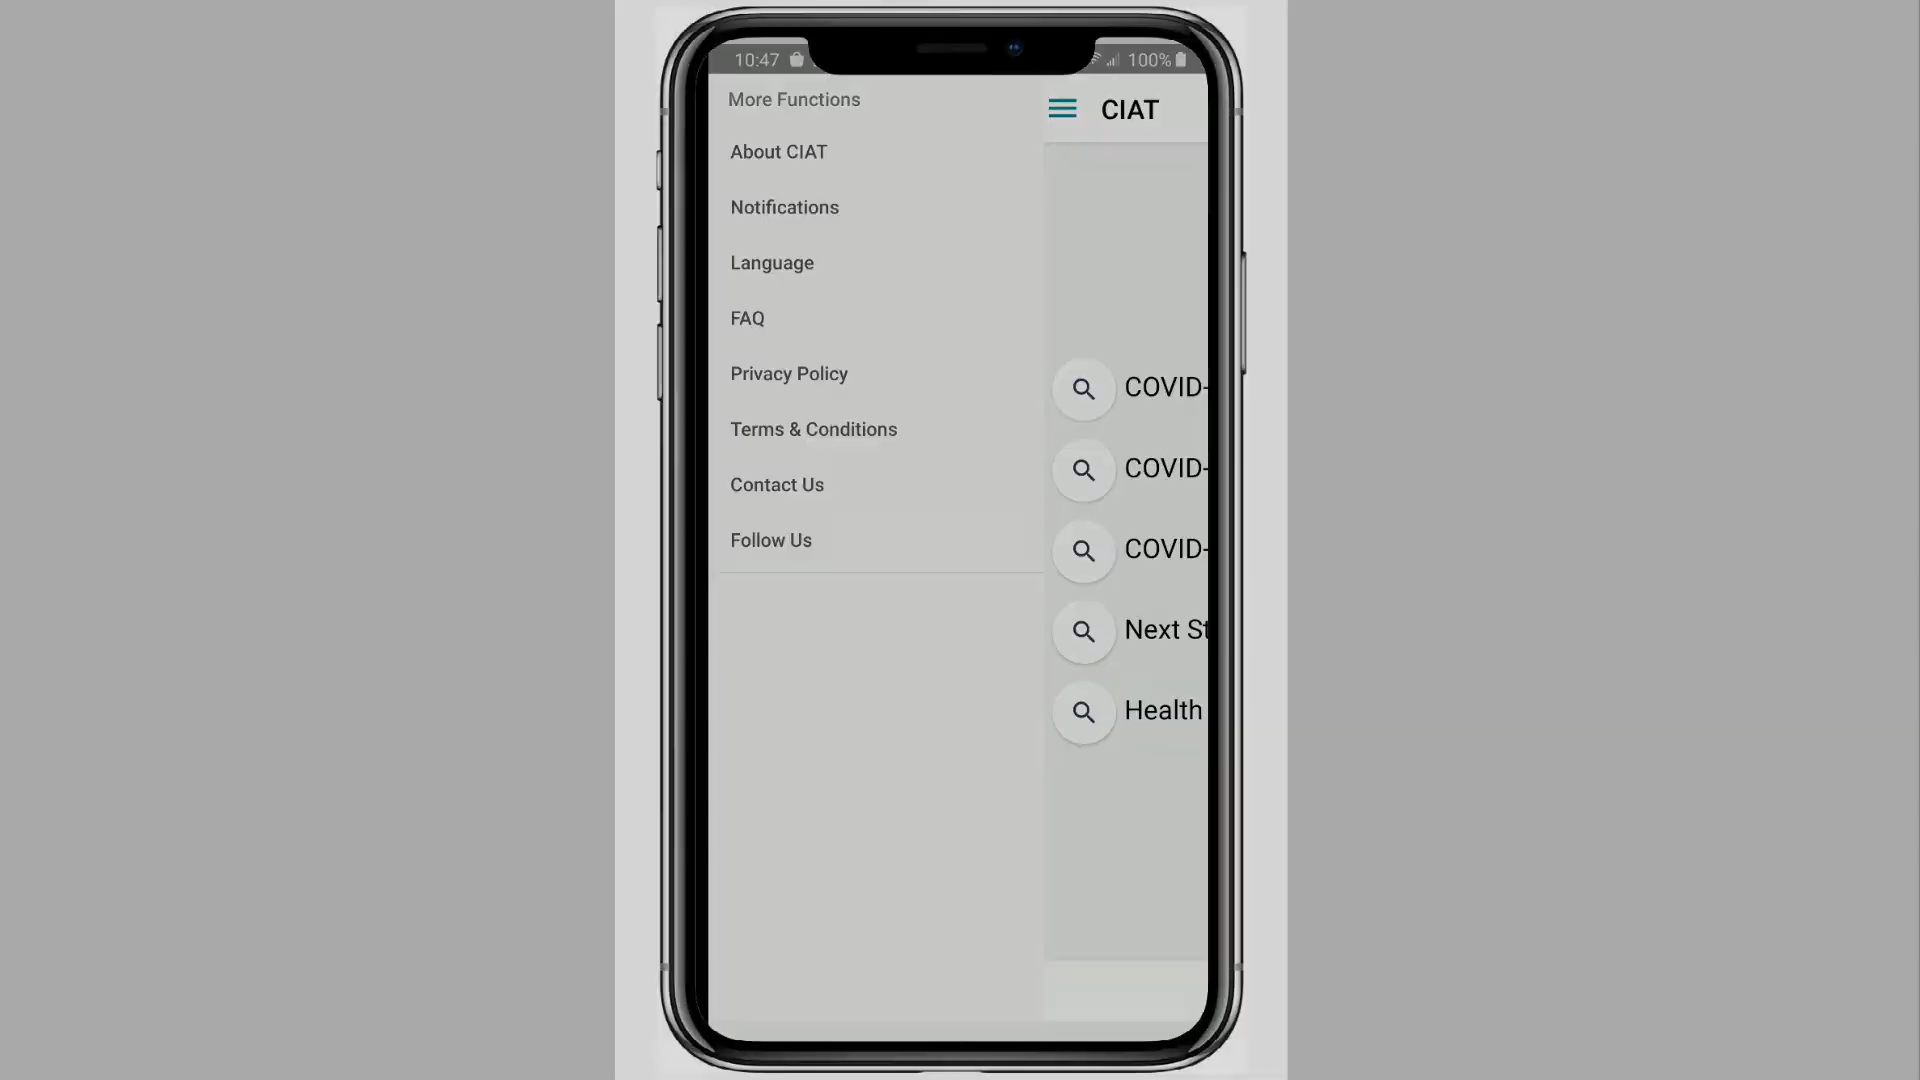 10:47
100%
More Functions
About CIAT
Notifications
Language
FAQ
Privacy Policy
Terms & Conditions
Contact Us
Follow Us
CIAT
COVID-
COVID-
COVID-
Next St
Health